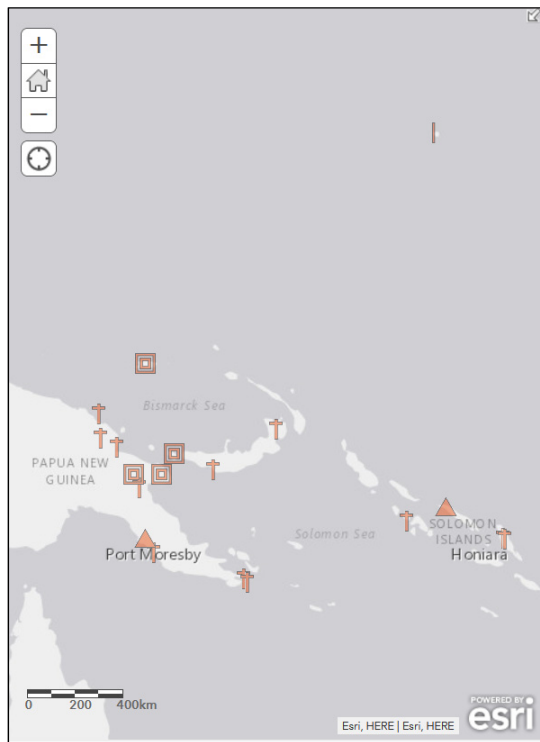 +
−
Bismarck Sea
PAPUA NEW
GUINEA
Solomon Sea
SOLOMON
ISLANDS
Port Moresby
Honiara
0 200 400km
Esri, HERE | Esri, HERE
POWERED BY
esri